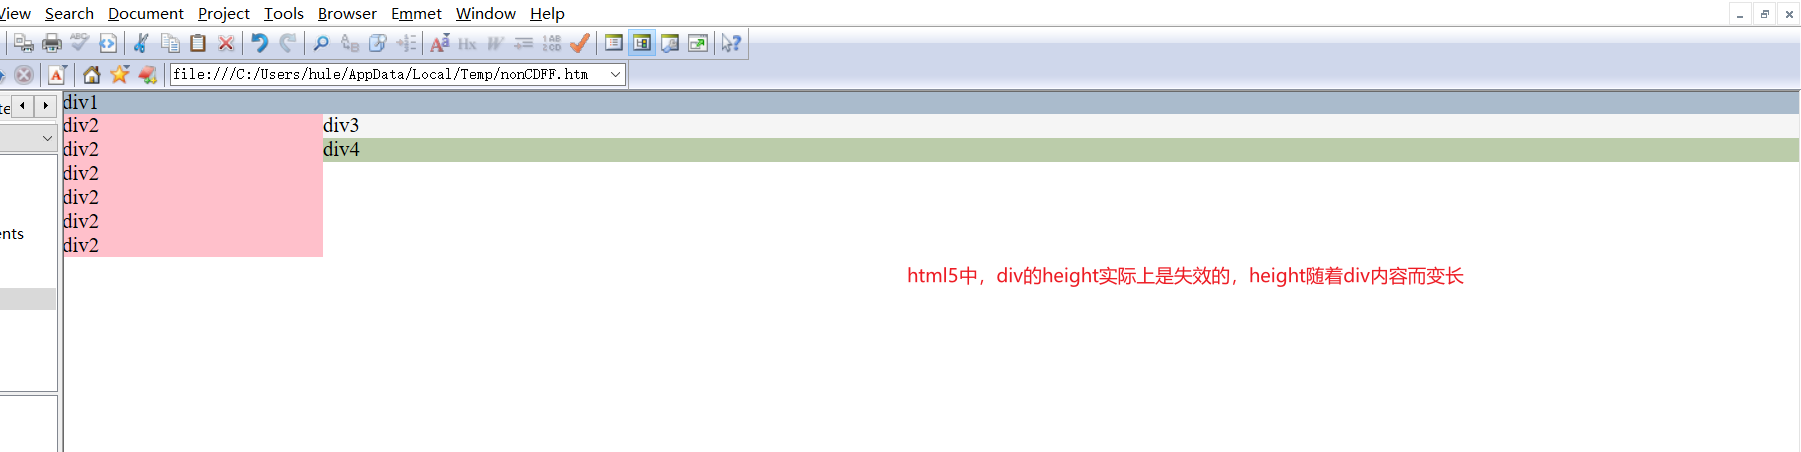 View Search Document Project Tools Browser Emmet Window Help
file:///C:/Users/hule/AppData/Local/Temp/nonCDFF.htm
div1
div2 div3
div2 div4
div2
div2
div2
div2
html5中，div的height实际上是失效的，height随着div内容而变长